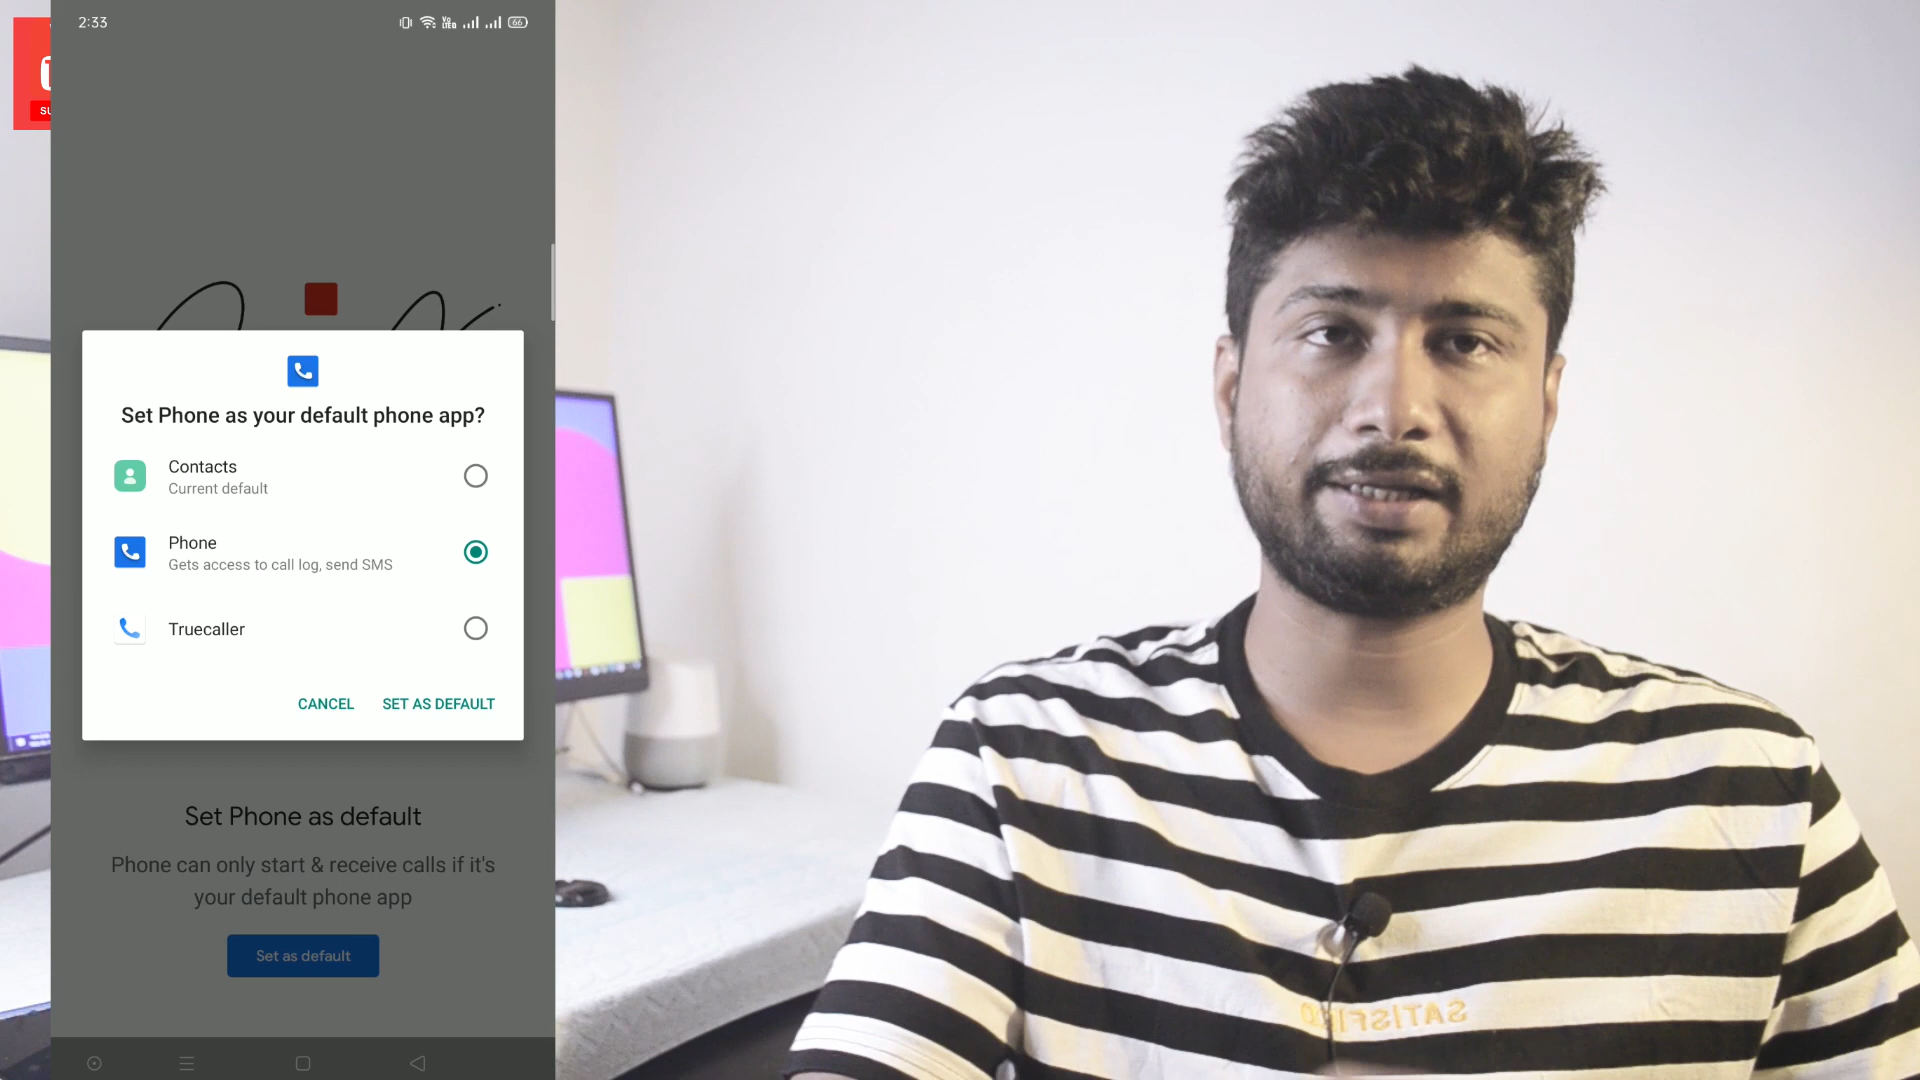 2:33
SU
Set Phone as your default phone app?
Contacts
Current default
Phone
Gets access to call log, send SMS
Truecaller
CANCEL
SET AS DEFAULT
Set Phone as default
Phone can only start & receive calls if it's
your default phone app
Set as default
SATISFIED